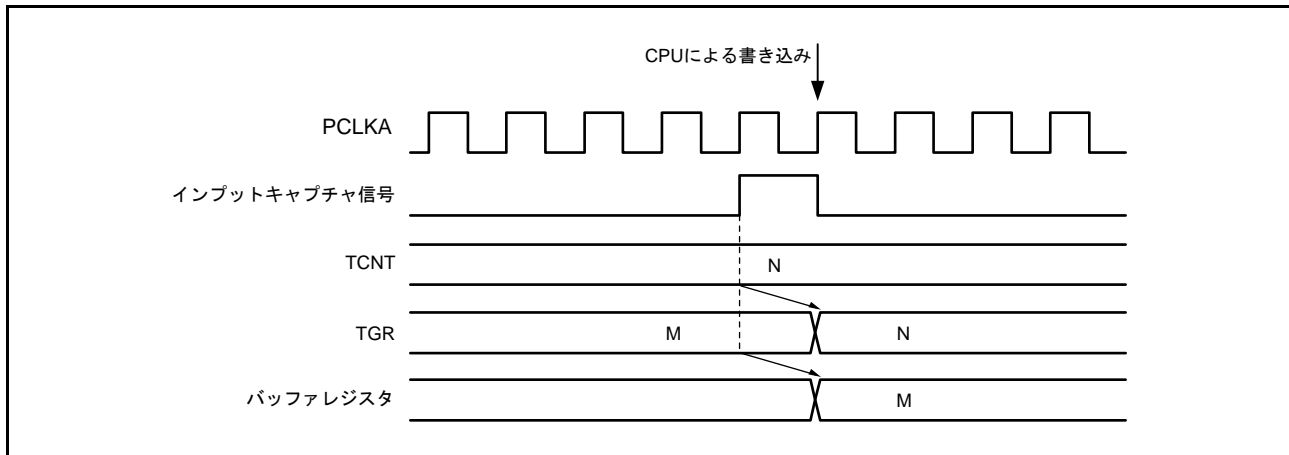 CPUによる書き込み
PCLKA
インプットキャプチャ信号
TCNT
N
TGR
M
N
バッファレジスタ
M